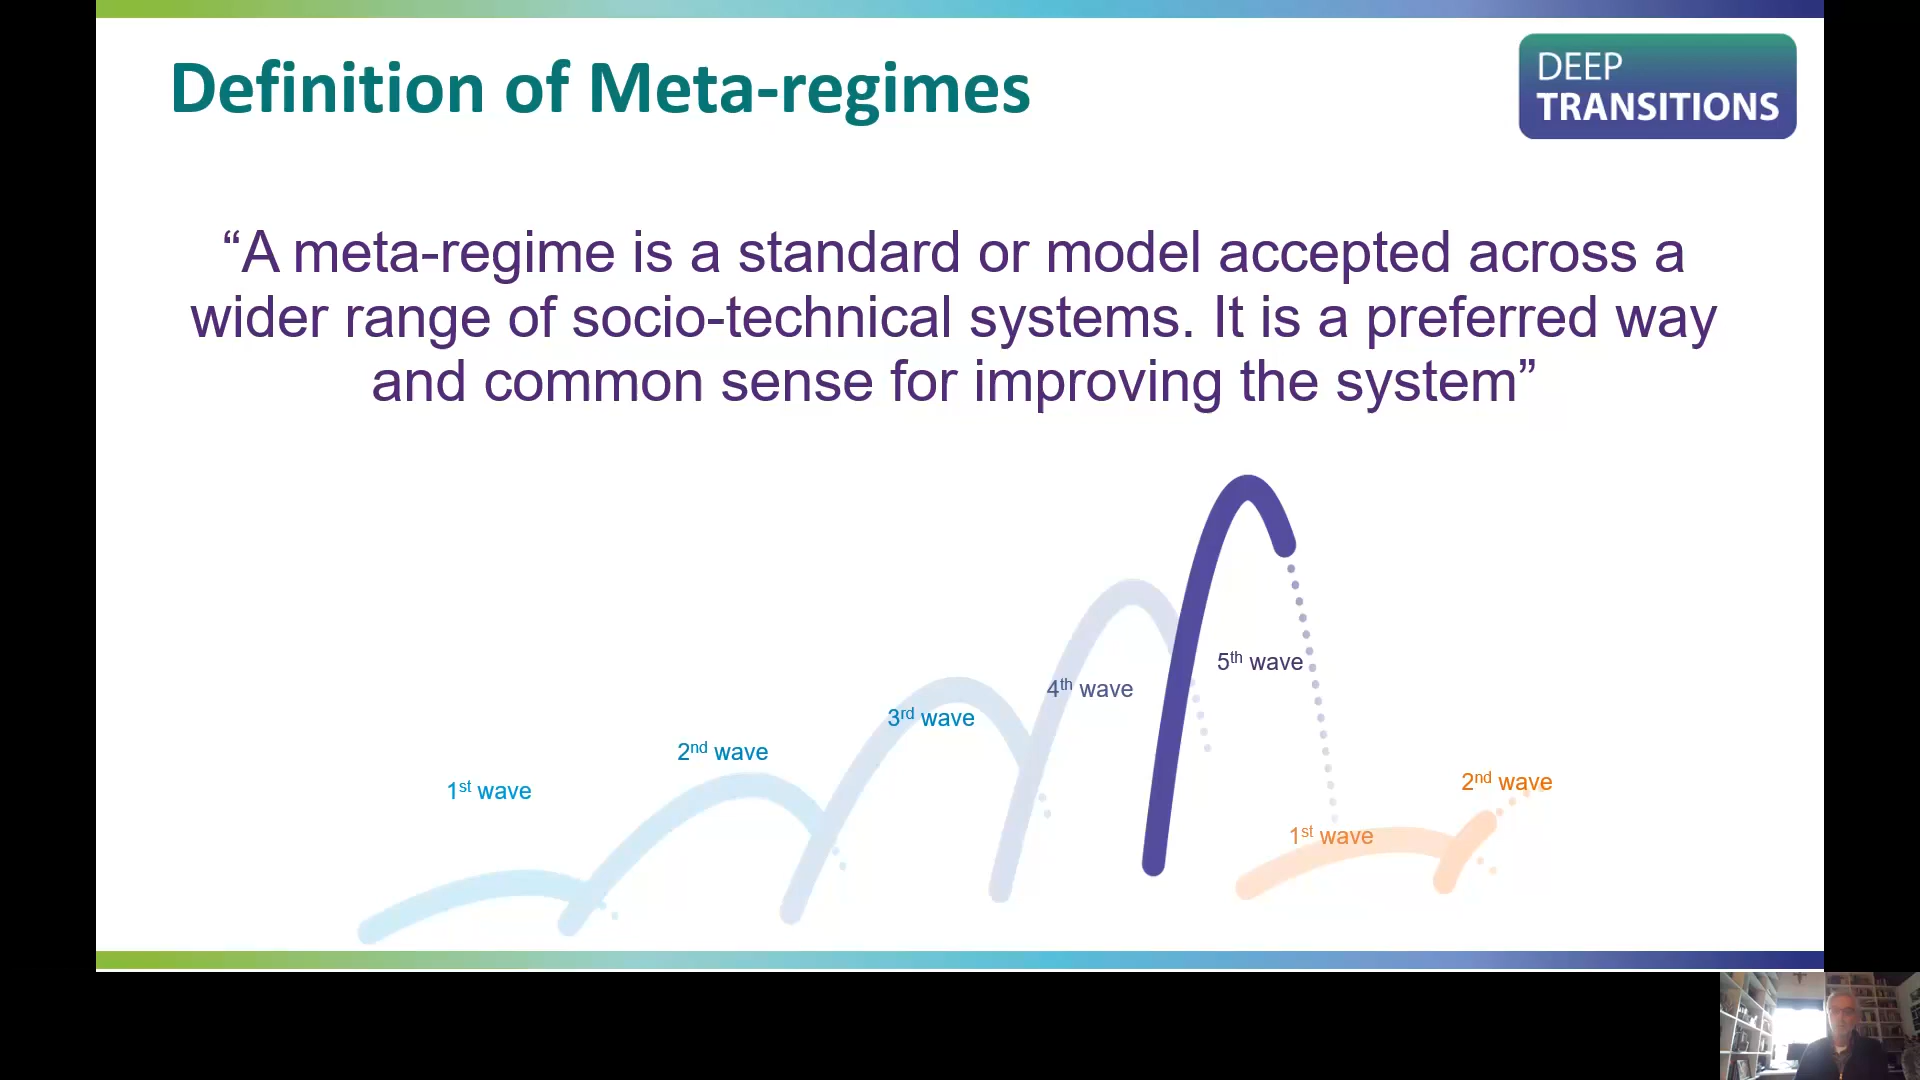 Definition of Meta-regimes
DEEP
TRANSITIONS
“A meta-regime is a standard or model accepted across a
wider range of socio-technical systems. It is a preferred way
and common sense for improving the system”
5th wave
4th wave
3rd wave
2nd wave
1st wave
2nd wave
1st wave